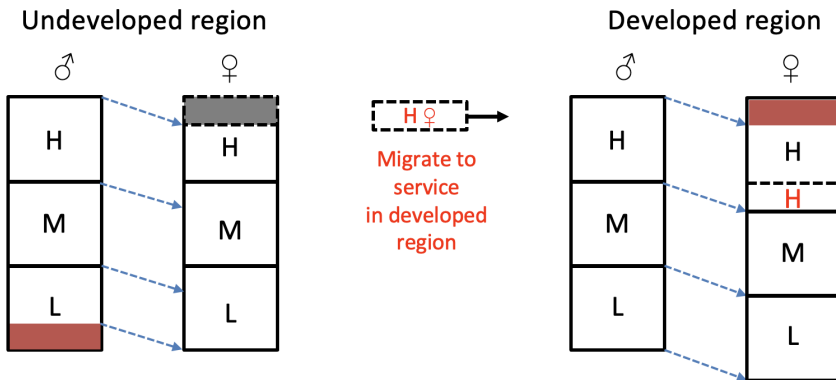 Undeveloped region
Developed region
♂ ♀
♂ ♀
H
H
M
M
L
L
H ♀
Migrate to
service
in developed
region
H
H
H
M
M
L
L